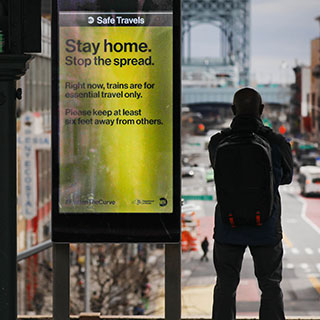 Safe Travels
Stay home.
Stop the spread.
Right now, trains are for
essential travel only.
Please keep at least
six feet away from others.